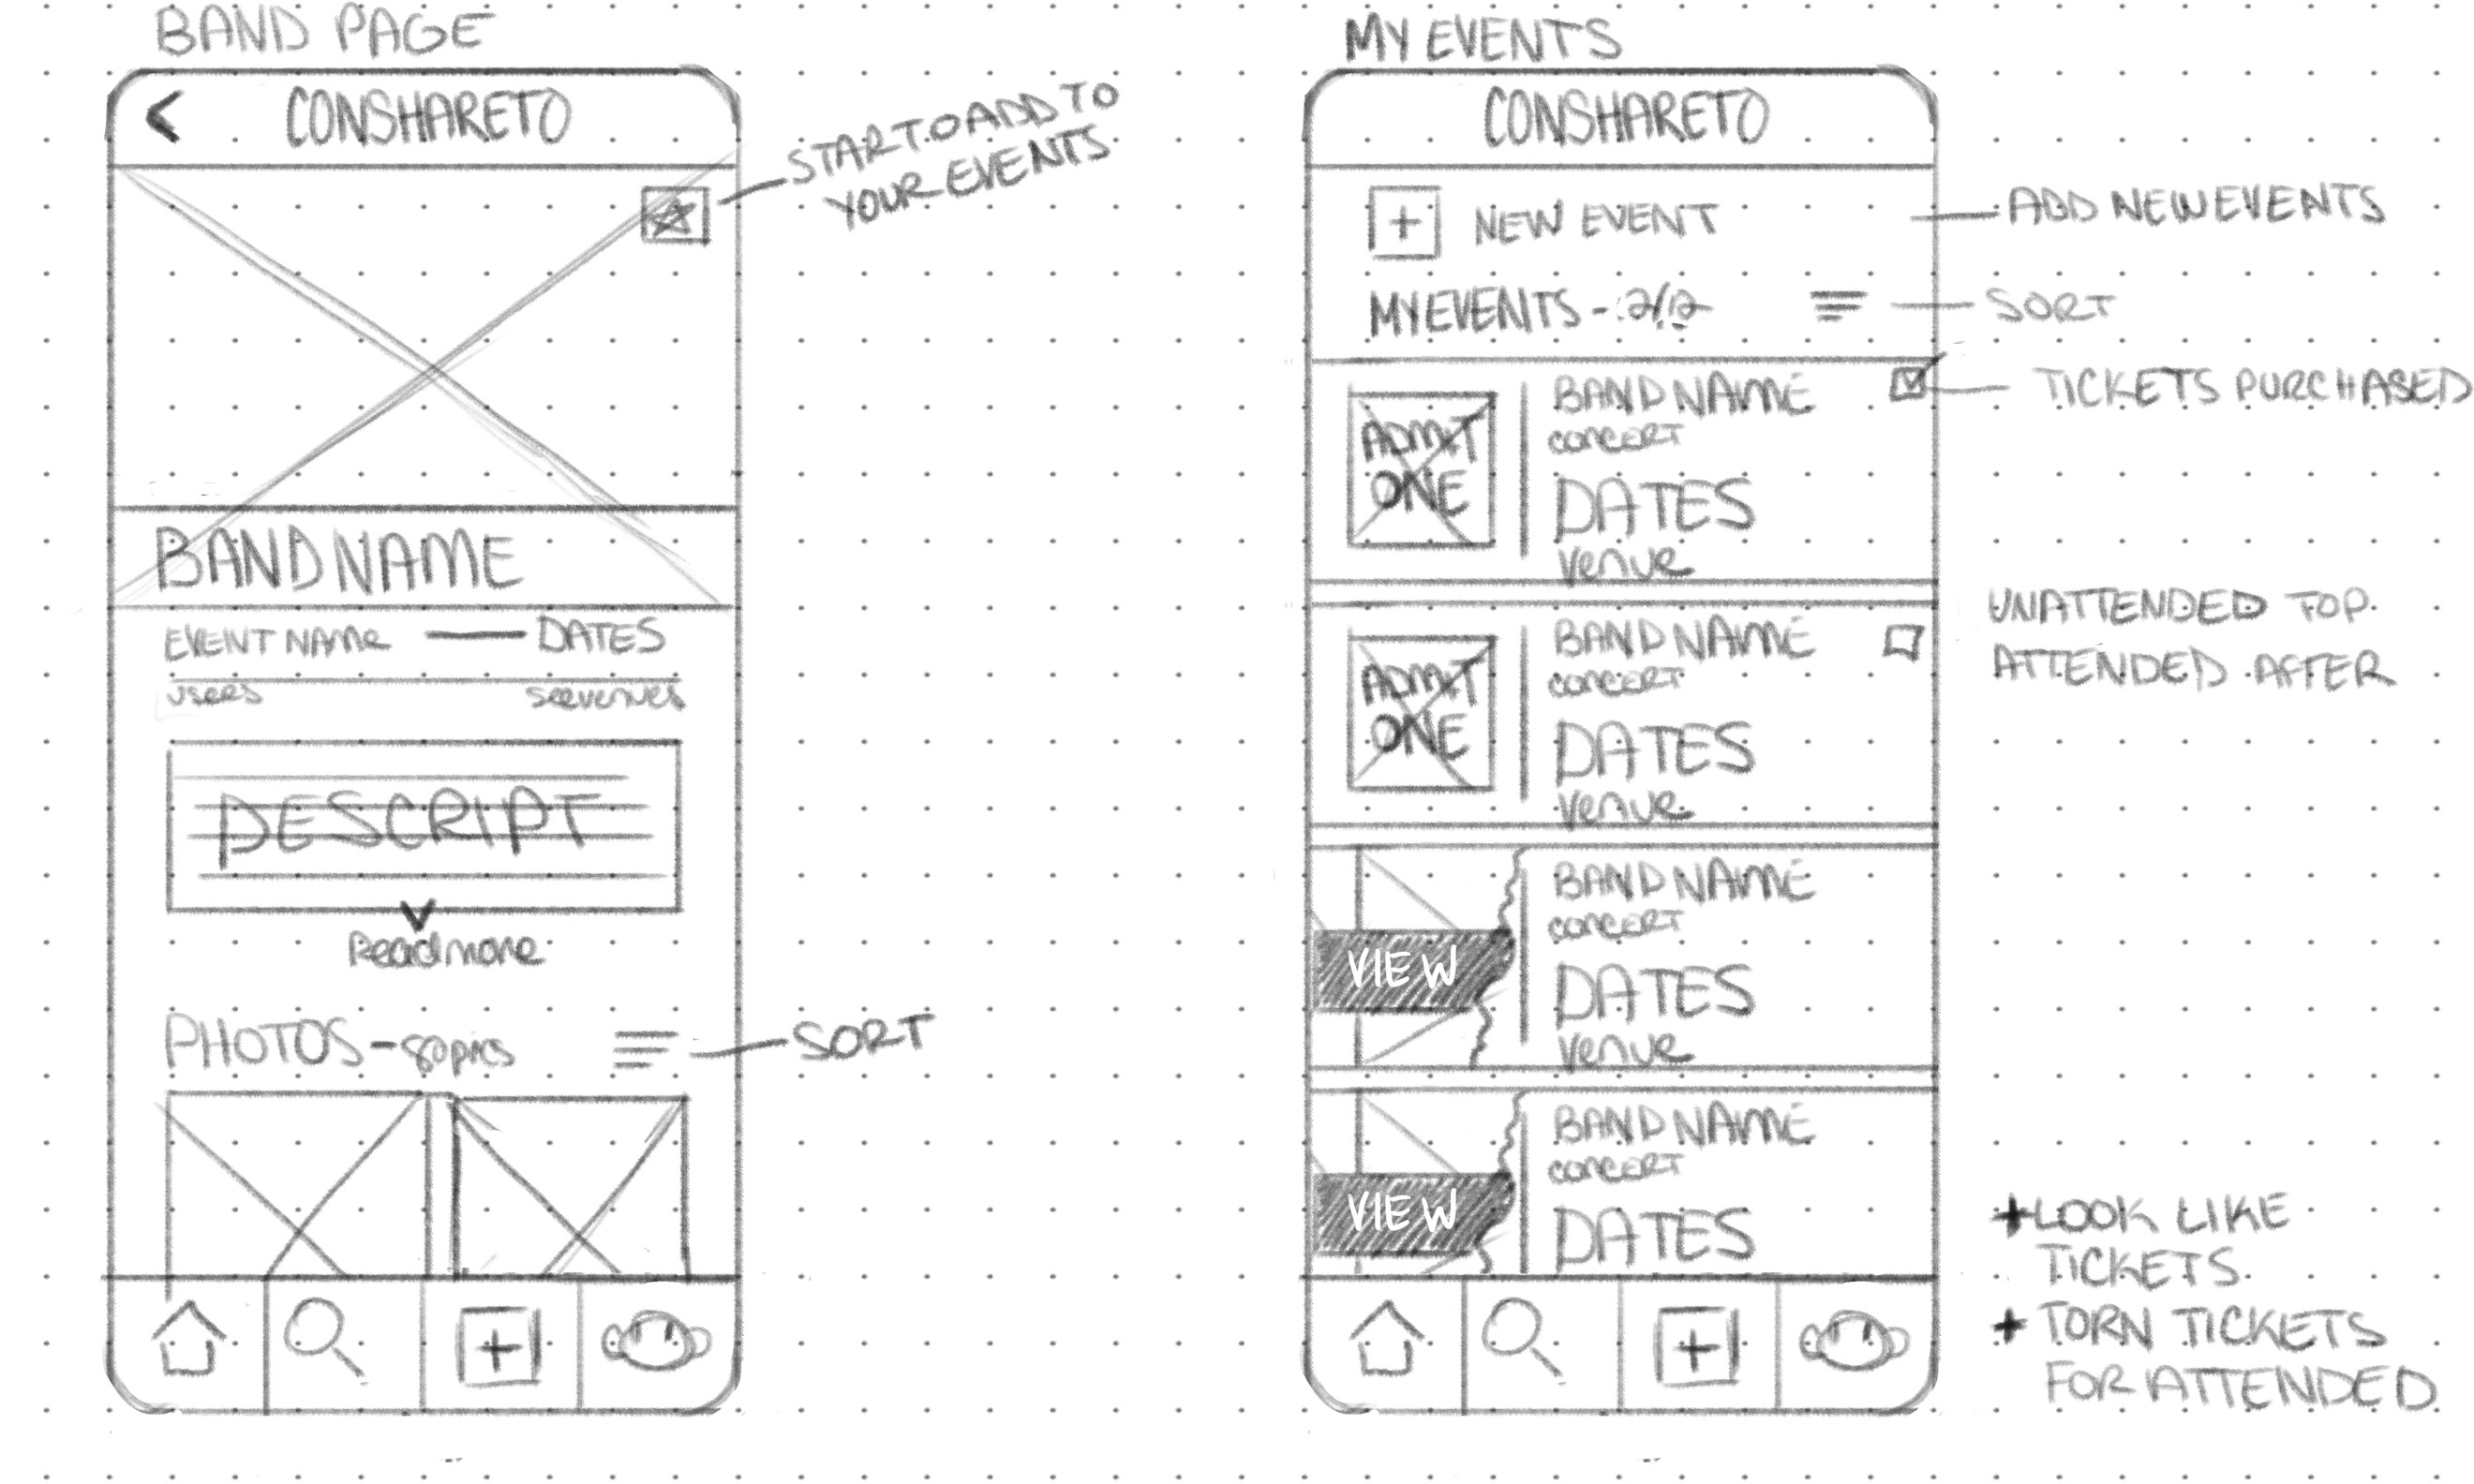 BAND PAGE
CONSHARETO
START TO ADD TO
YOUR EVENTS
BAND NAME
EVENT NAME — DATES
users see venues
DESCRIPT
Read more
PHOTOS - 80 pics
SORT
MY EVENTS
CONSHARETO
+ NEW EVENT
ADD NEW EVENTS
MY EVENTS - 2/12
SORT
TICKETS PURCHASED
ADMIT
ONE
BAND NAME
CONCERT
DATES
venue
UNATTENDED TOP
ATTENDED AFTER
ADMIT
ONE
BAND NAME
CONCERT
DATES
venue
VIEW
BAND NAME
CONCERT
DATES
venue
VIEW
BAND NAME
CONCERT
DATES
+ LOOK LIKE
TICKETS
+ TORN TICKETS
FOR ATTENDED